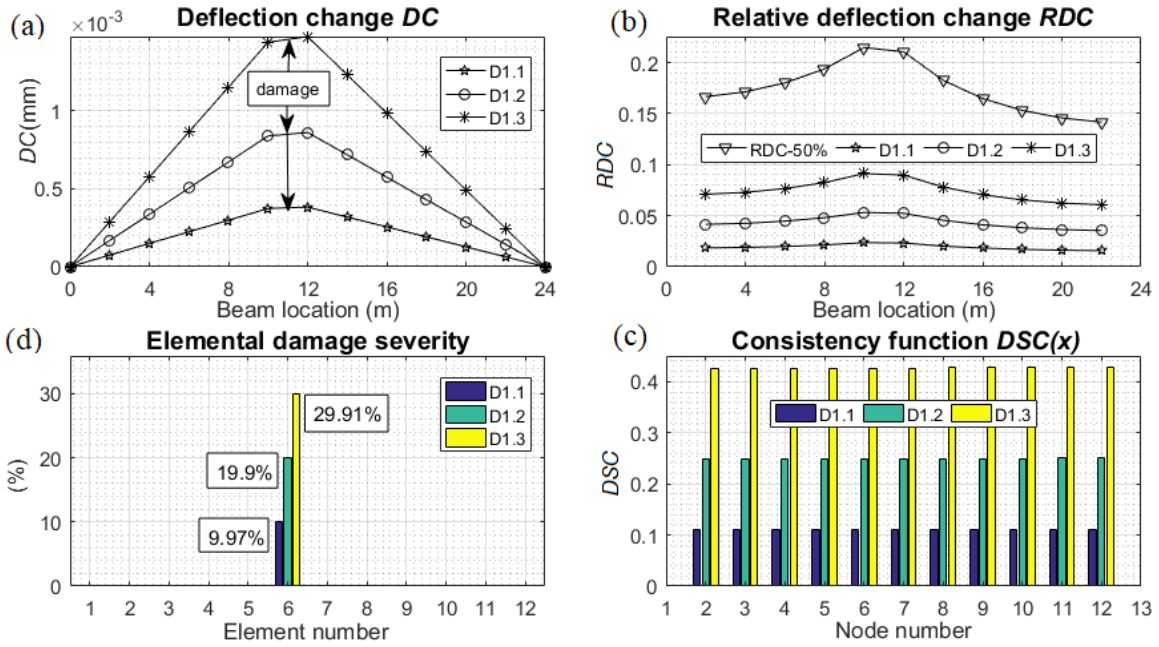 (a)
Deflection change DC
×10⁻³
DC(mm)
1
0.5
0
damage
D1.1
D1.2
D1.3
0 4 8 12 16 20 24
Beam location (m)
(b)
Relative deflection change RDC
RDC
0.2
0.15
0.1
0.05
0
RDC-50% D1.1 D1.2 D1.3
0 4 8 12 16 20 24
Beam location (m)
(d)
Elemental damage severity
(%)
30
20
10
0
29.91%
19.9%
9.97%
D1.1
D1.2
D1.3
1 2 3 4 5 6 7 8 9 10 11 12
Element number
(c)
Consistency function DSC(x)
DSC
0.4
0.3
0.2
0.1
0
D1.1 D1.2 D1.3
1 2 3 4 5 6 7 8 9 10 11 12 13
Node number